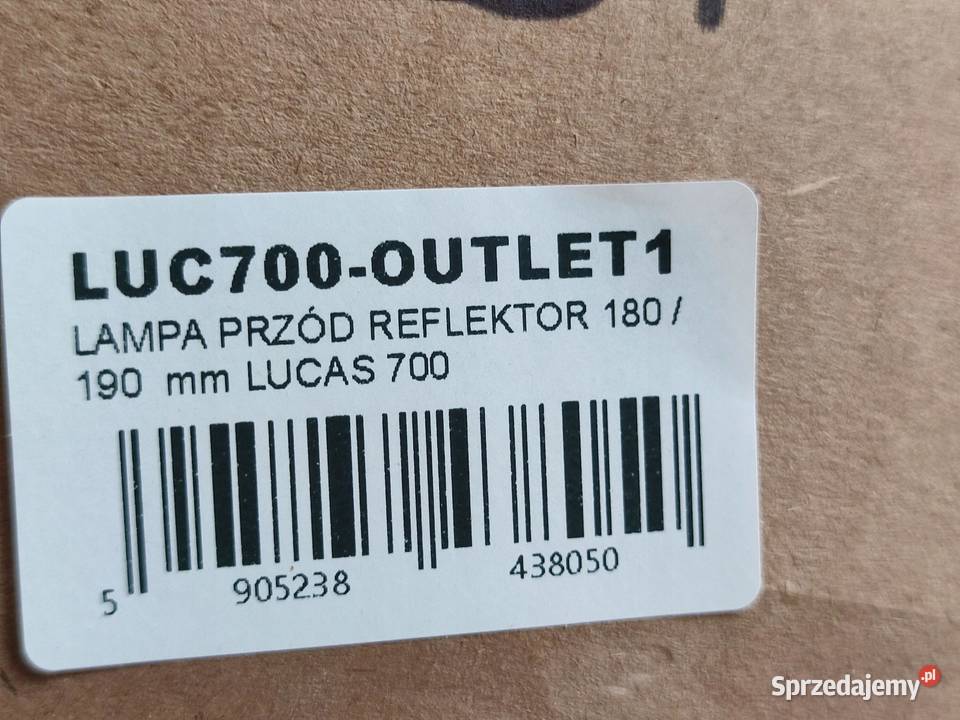 LUC700-OUTLET1
LAMPA PRZÓD REFLEKTOR 180 /
190 mm LUCAS 700
5 905238 438050
Sprzedajemy.pl